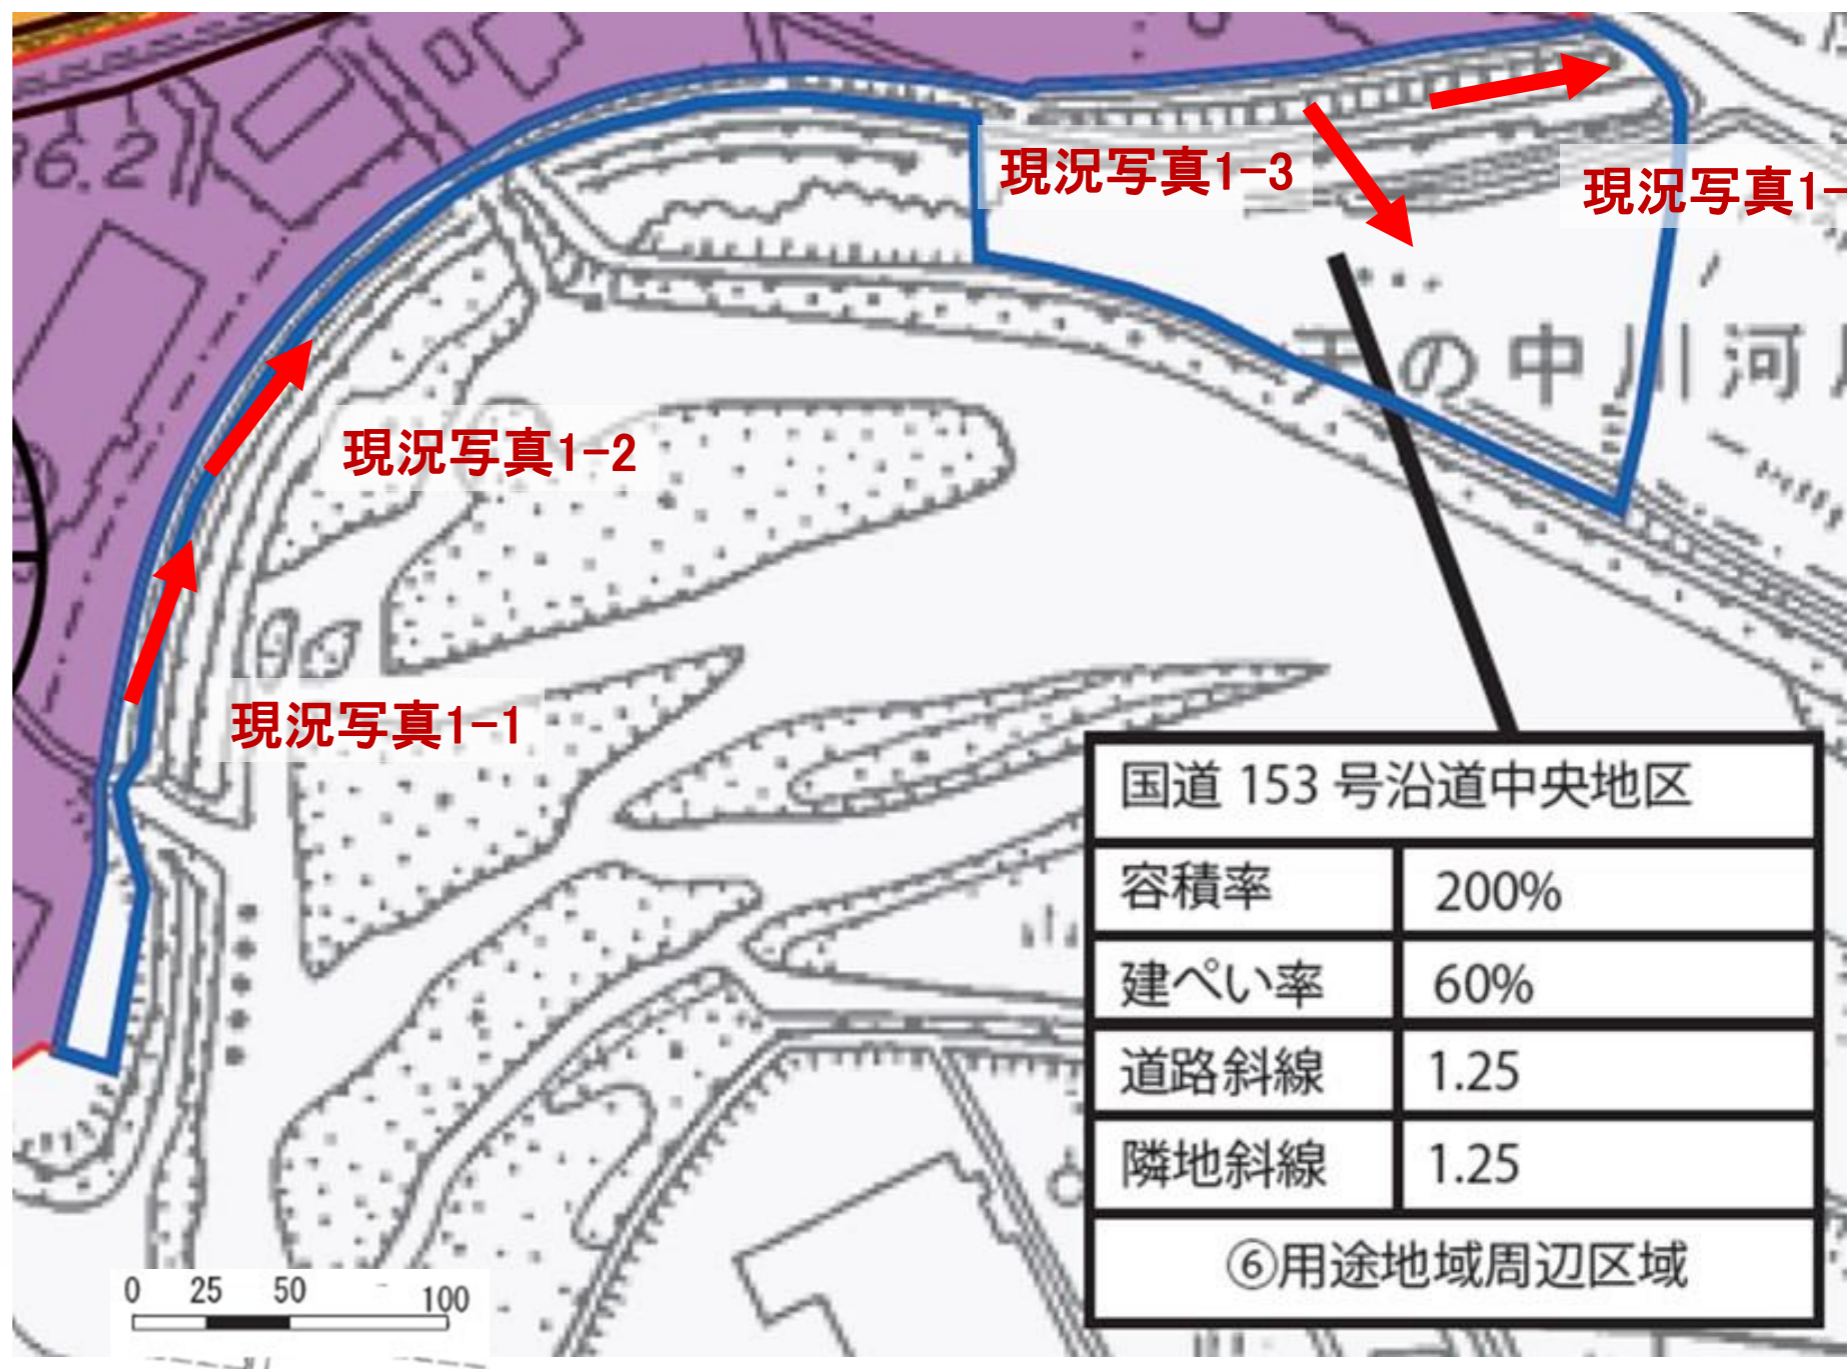 36.2
現況写真1-3
現況写真1-
天の中川河
現況写真1-2
現況写真1-1
国道 153 号沿道中央地区
容積率 200%
建ぺい率 60%
道路斜線 1.25
隣地斜線 1.25
⑥用途地域周辺区域
0 25 50 100